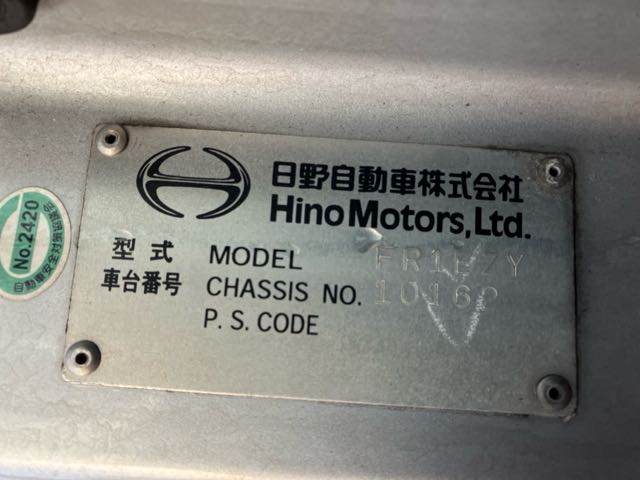 日野自動車株式会社
Hino Motors, Ltd.
型式 MODEL FR1EZY
車台番号 CHASSIS NO.
P. S. CODE
No.2420